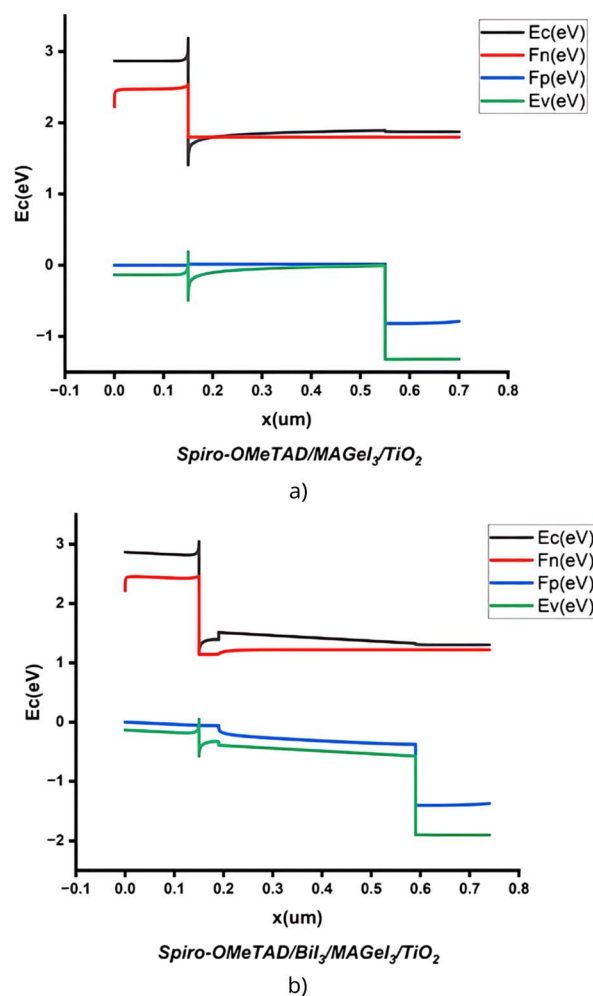 a)
3
2
1
0
−1
Ec(eV)
Ec(eV)
Fn(eV)
Fp(eV)
Ev(eV)
−0.1 0.0 0.1 0.2 0.3 0.4 0.5 0.6 0.7 0.8
x(um)
Spiro-OMeTAD/MAGeI₃/TiO₂
a)
3
2
1
0
−1
−2
Ec(eV)
Ec(eV)
Fn(eV)
Fp(eV)
Ev(eV)
−0.1 0.0 0.1 0.2 0.3 0.4 0.5 0.6 0.7 0.8
x(um)
Spiro-OMeTAD/BiI₃/MAGeI₃/TiO₂
b)